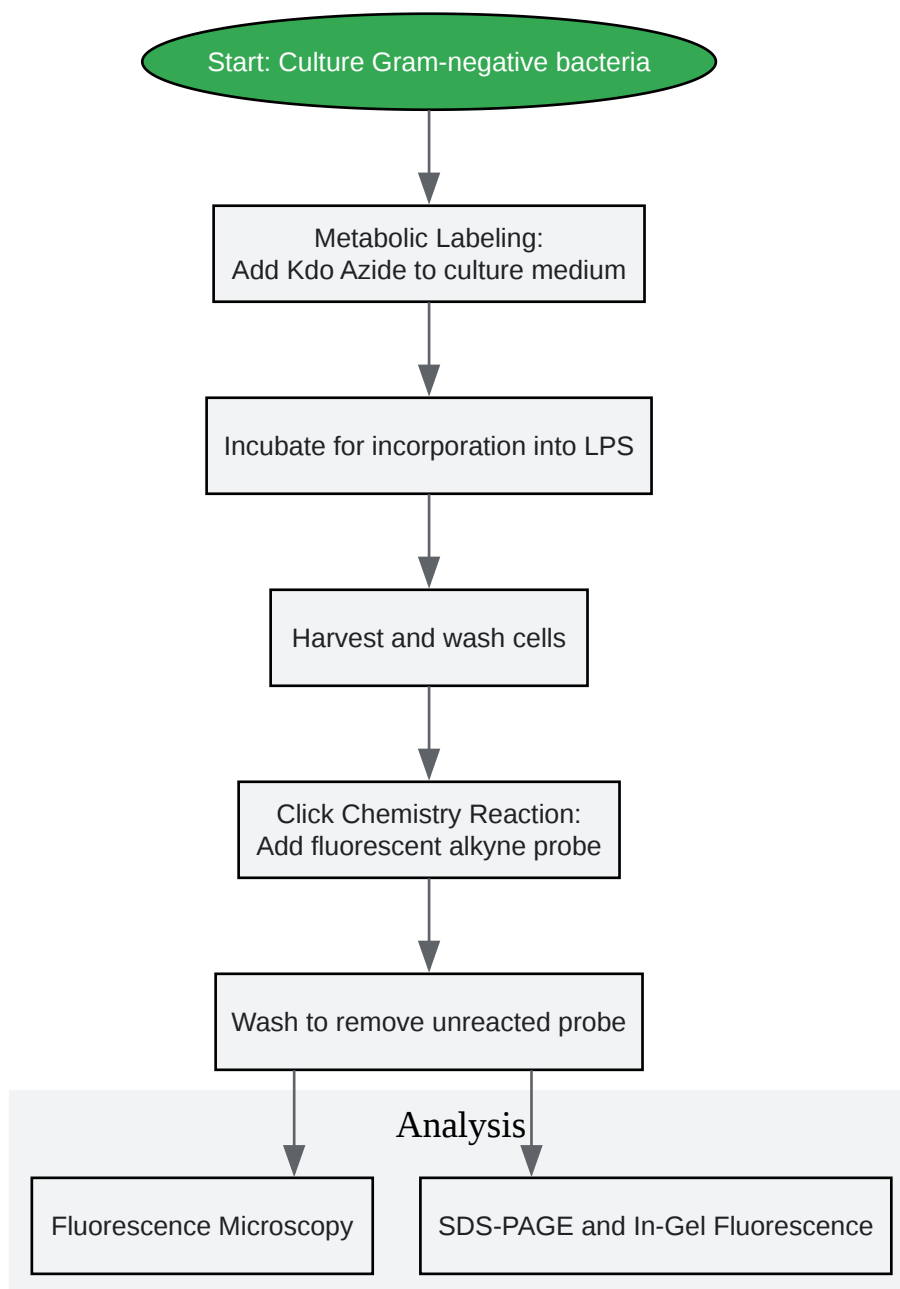 Start: Culture Gram-negative bacteria
Metabolic Labeling:
Add Kdo Azide to culture medium
Incubate for incorporation into LPS
Harvest and wash cells
Click Chemistry Reaction:
Add fluorescent alkyne probe
Wash to remove unreacted probe
Analysis
Fluorescence Microscopy
SDS-PAGE and In-Gel Fluorescence